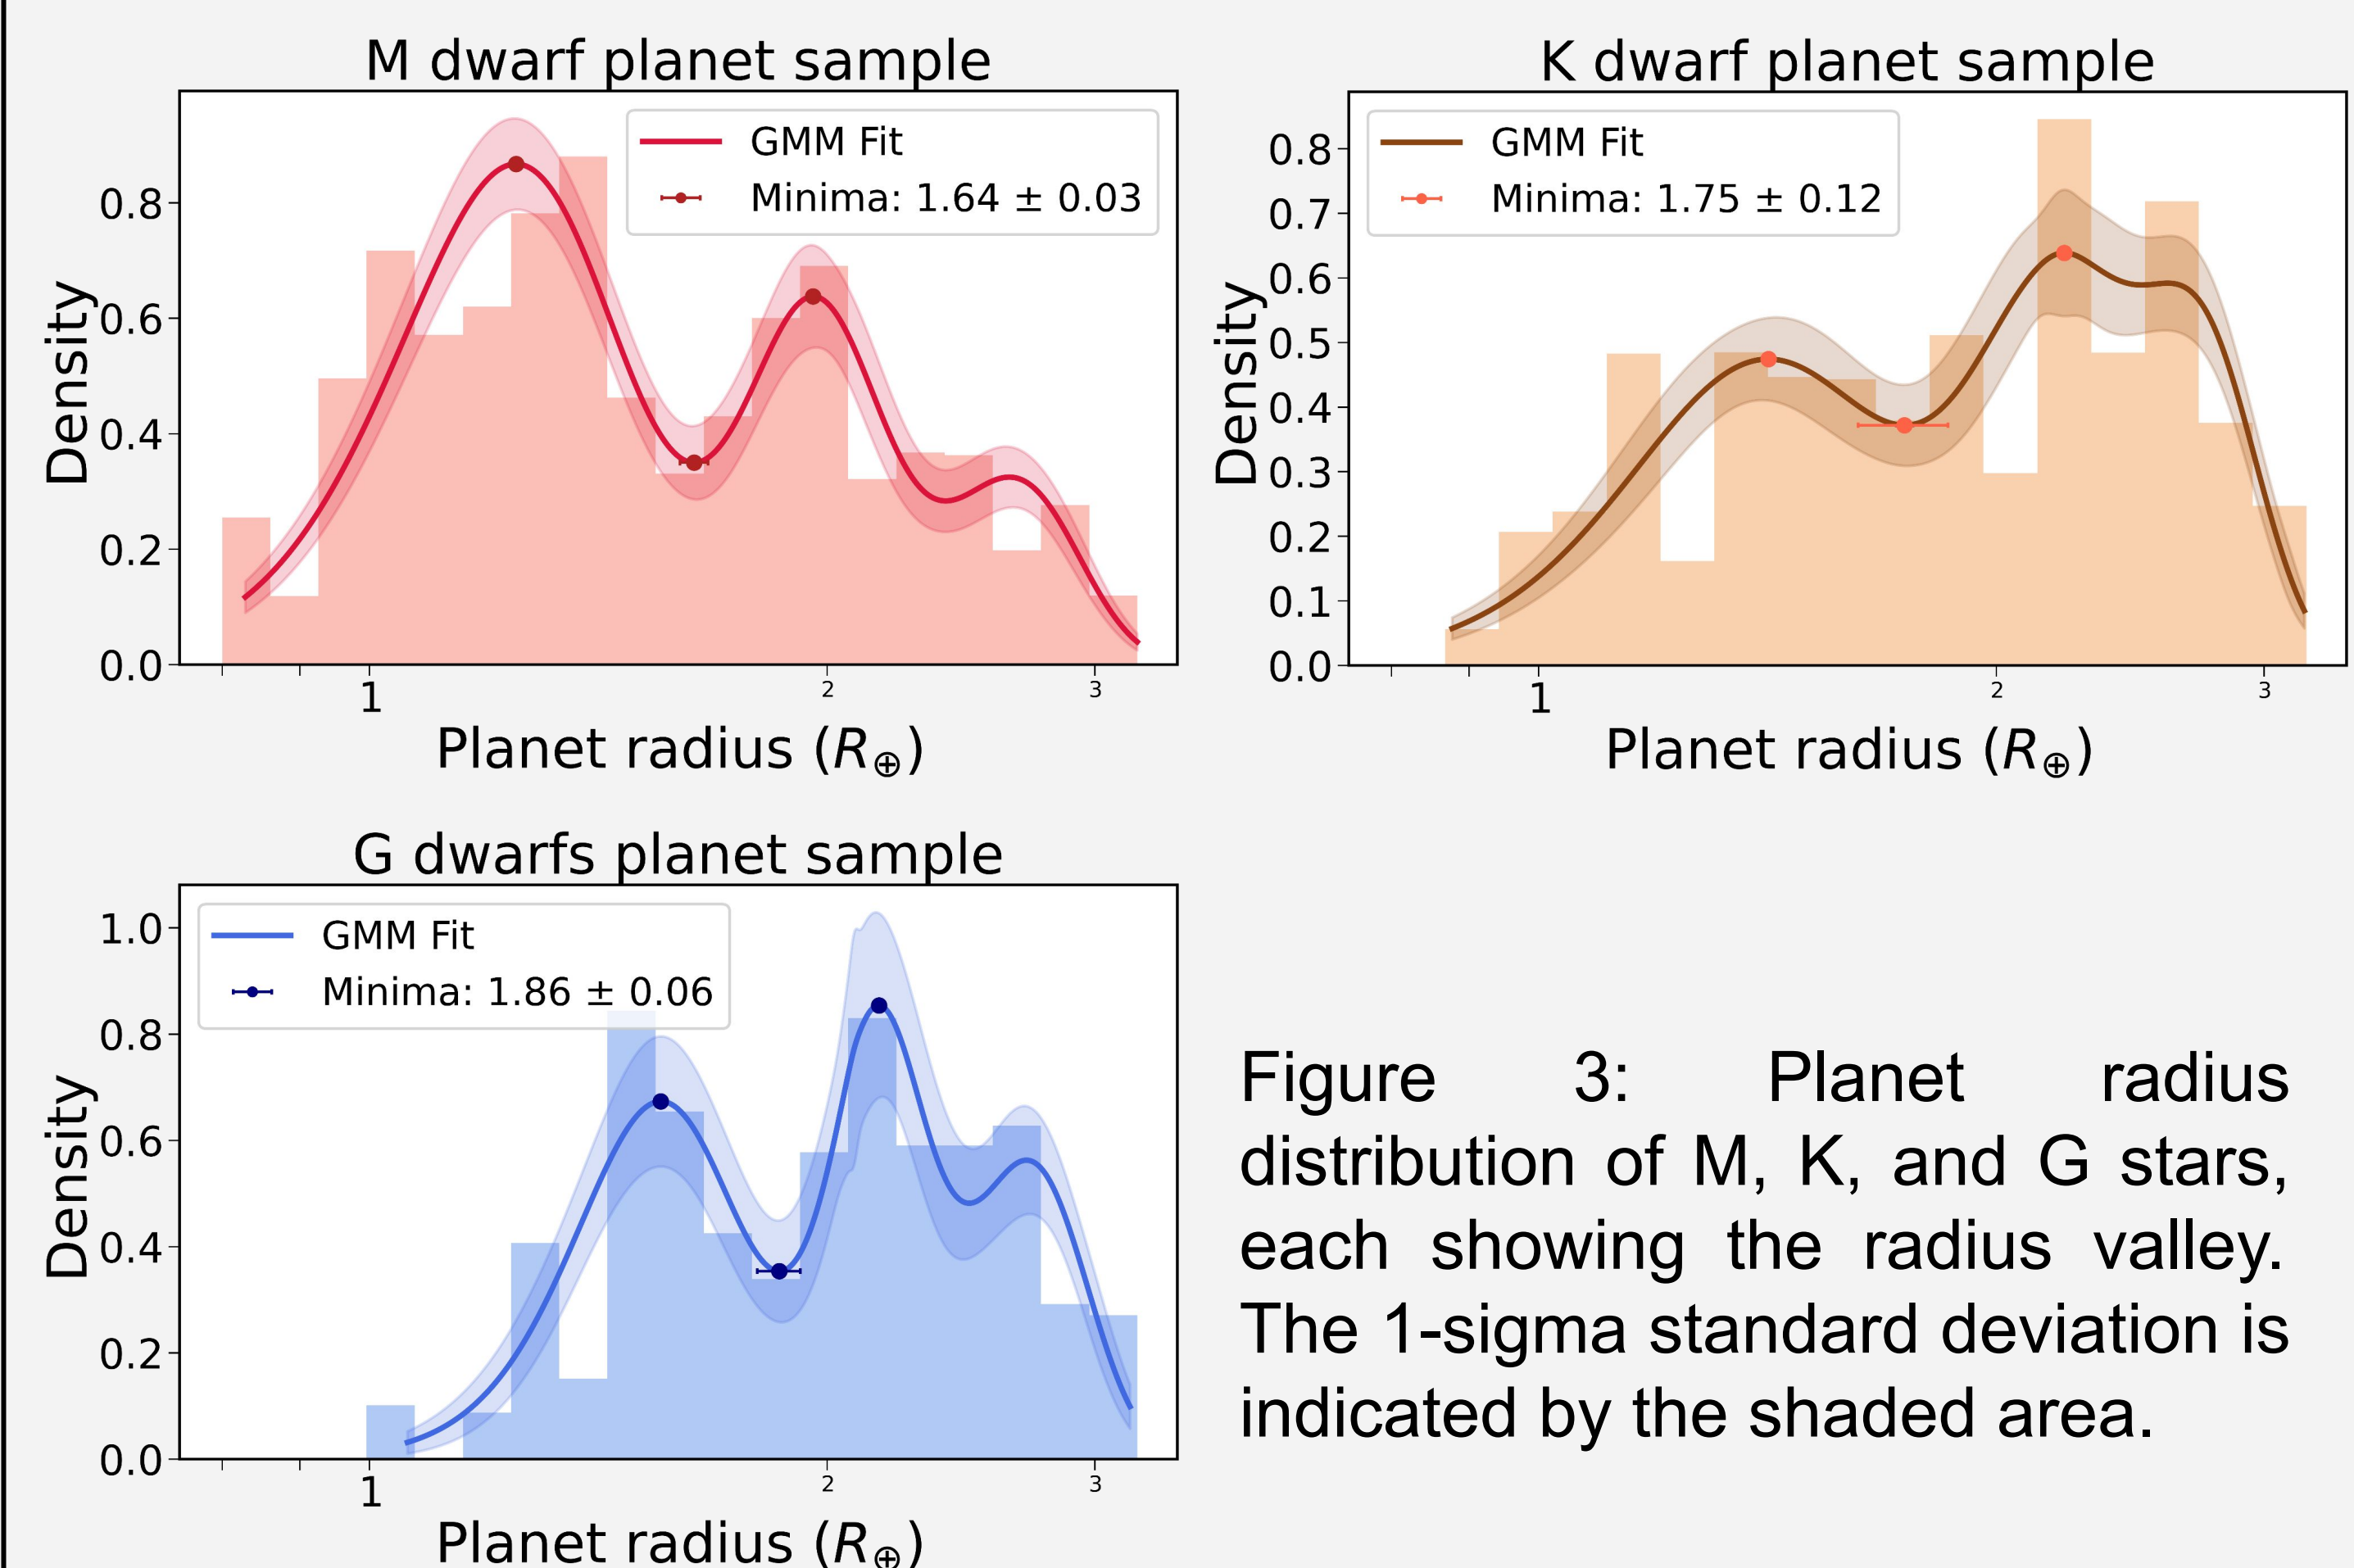 M dwarf planet sample
GMM Fit
Minima: 1.64 ± 0.03
Density
0.8
0.6
0.4
0.2
0.0
1
2
3
Planet radius (R⊕)
K dwarf planet sample
GMM Fit
Minima: 1.75 ± 0.12
Density
0.8
0.7
0.6
0.5
0.4
0.3
0.2
0.1
0.0
1
2
3
Planet radius (R⊕)
G dwarfs planet sample
GMM Fit
Minima: 1.86 ± 0.06
Density
1.0
0.8
0.6
0.4
0.2
0.0
1
2
3
Planet radius (R⊕)
Figure 3: Planet radius
distribution of M, K, and G stars,
each showing the radius valley.
The 1-sigma standard deviation is
indicated by the shaded area.